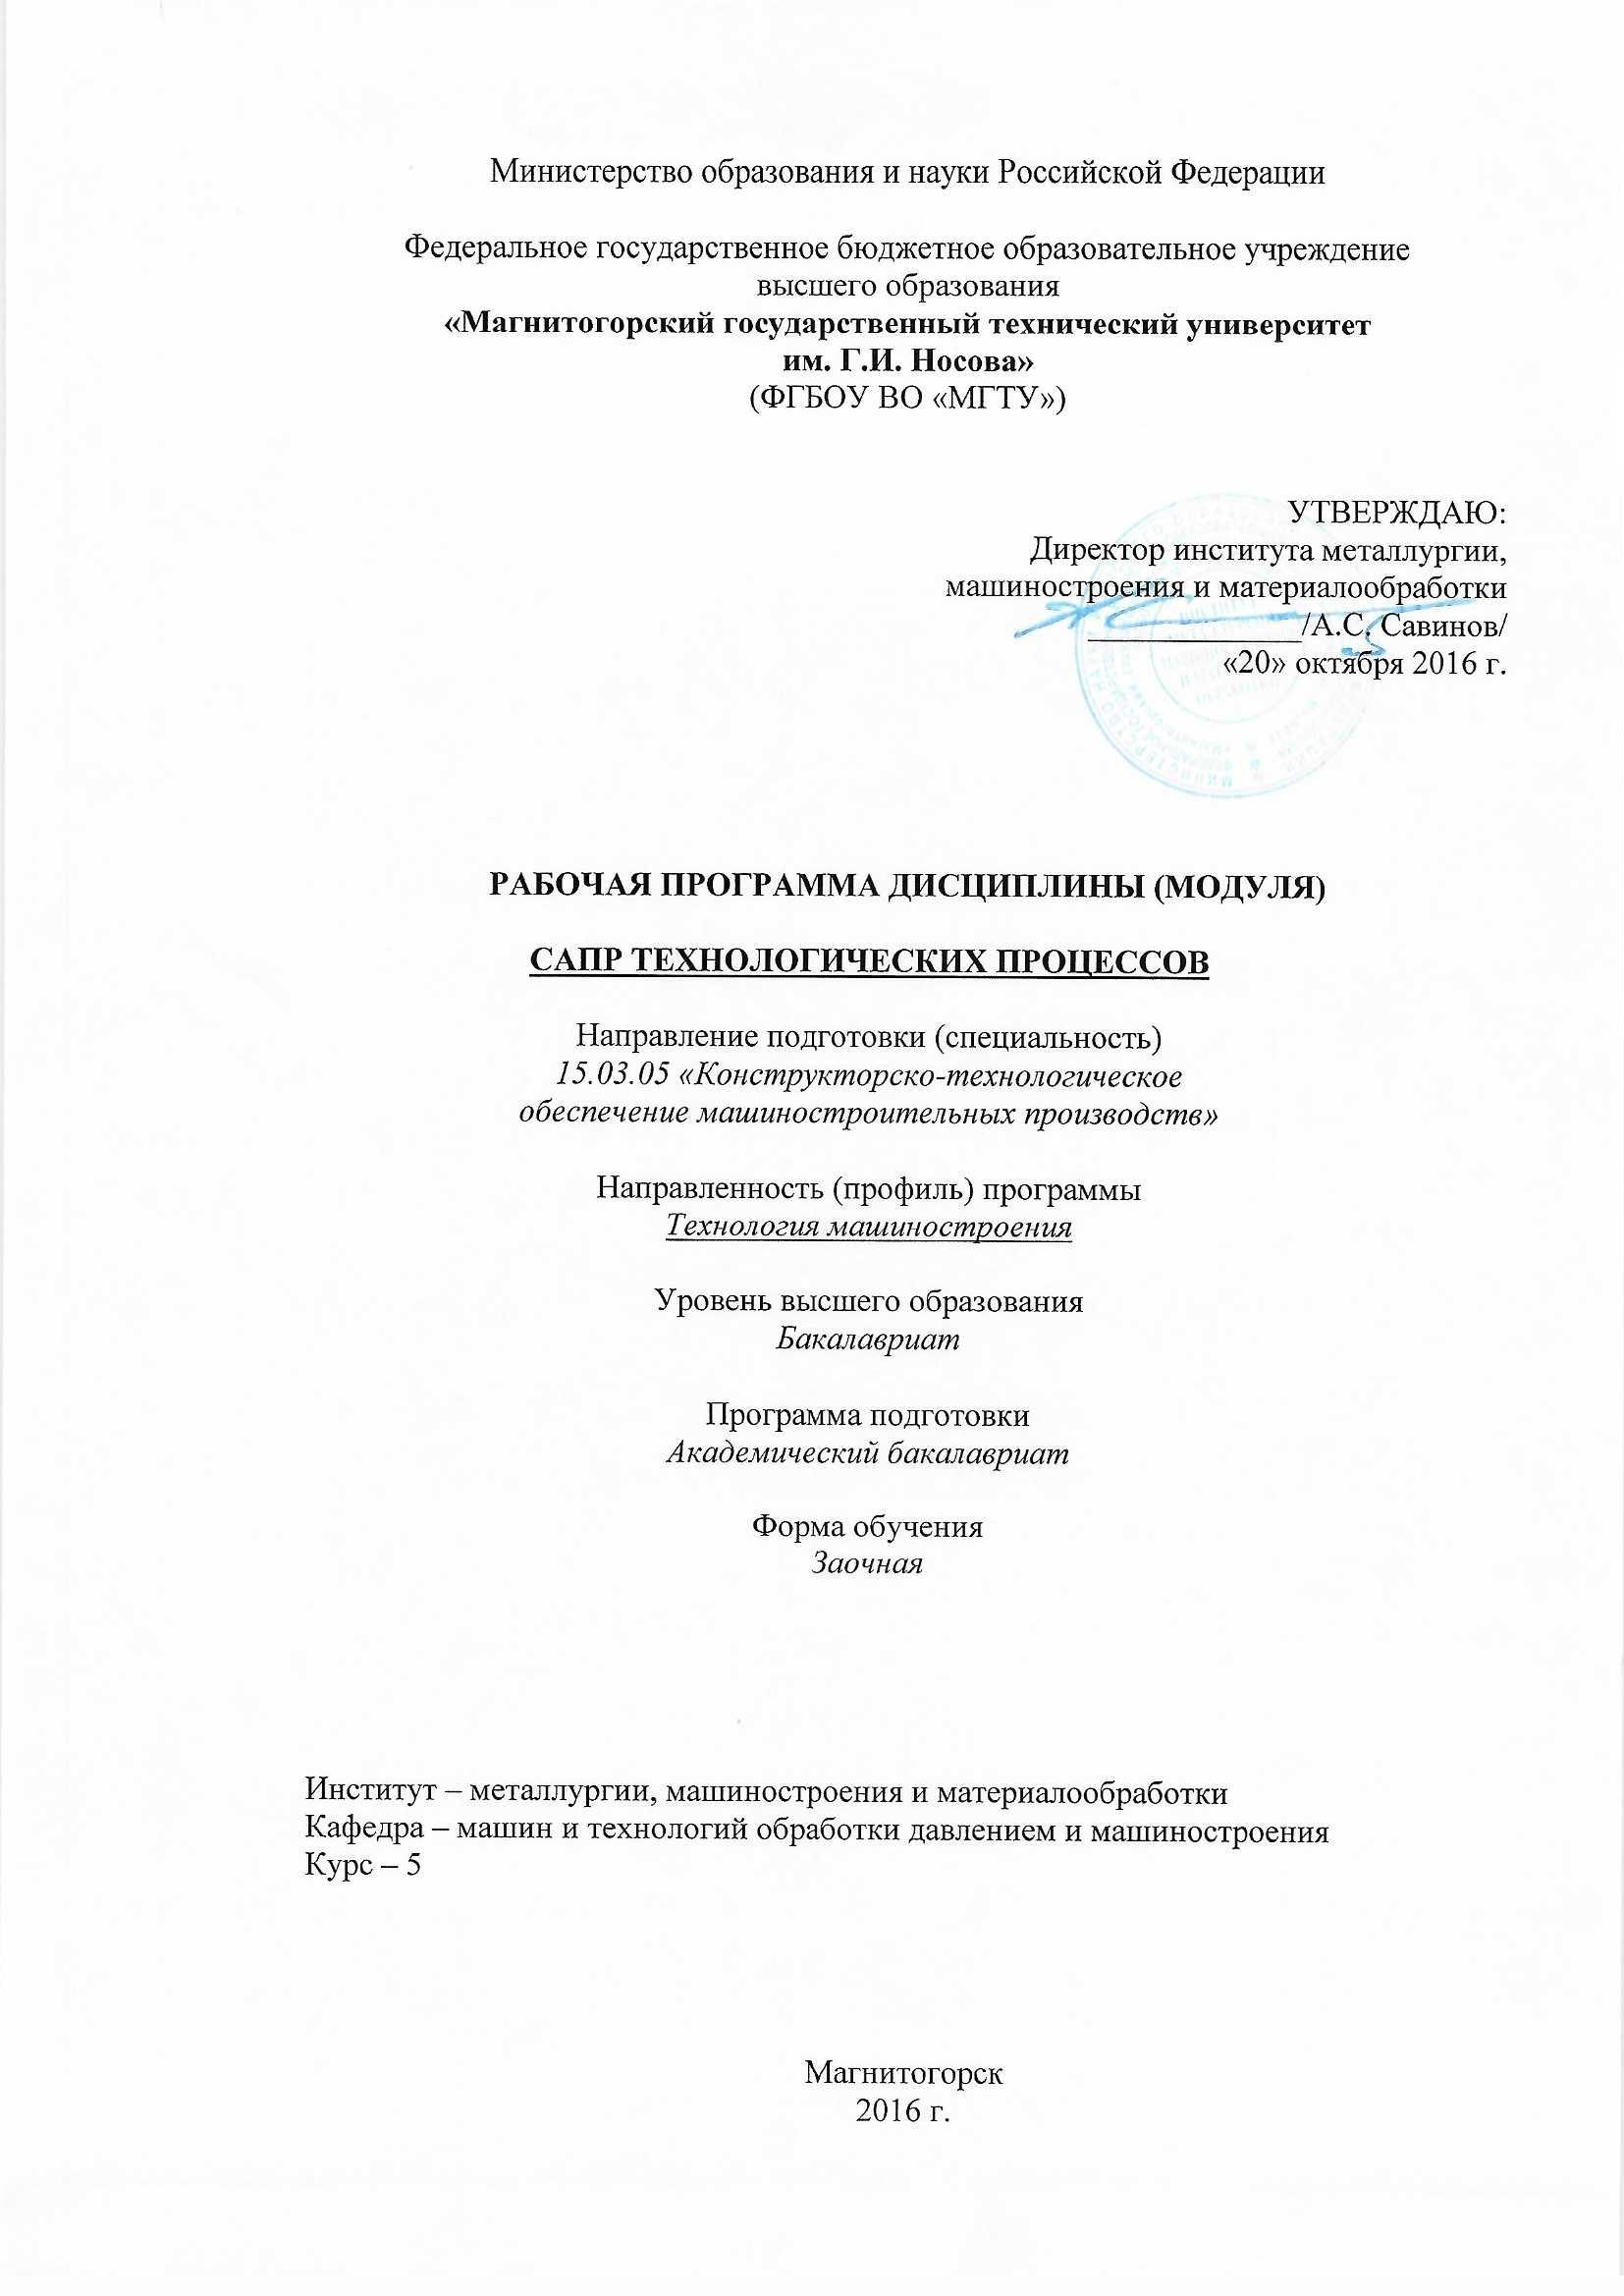 Министерство образования и науки Российской Федерации
Федеральное государственное бюджетное образовательное учреждение
высшего образования
«Магнитогорский государственный технический университет
им. Г.И. Носова»
(ФГБОУ ВО «МГТУ»)
УТВЕРЖДАЮ:
Директор института металлургии,
машиностроения и материалообработки
_____________/А.С. Савинов/
«20» октября 2016 г.
РАБОЧАЯ ПРОГРАММА ДИСЦИПЛИНЫ (МОДУЛЯ)
САПР ТЕХНОЛОГИЧЕСКИХ ПРОЦЕССОВ
Направление подготовки (специальность)
15.03.05 «Конструкторско-технологическое
обеспечение машиностроительных производств»
Направленность (профиль) программы
Технология машиностроения
Уровень высшего образования
Бакалавриат
Программа подготовки
Академический бакалавриат
Форма обучения
Заочная
Институт – металлургии, машиностроения и материалообработки
Кафедра – машин и технологий обработки давлением и машиностроения
Курс – 5
Магнитогорск
2016 г.